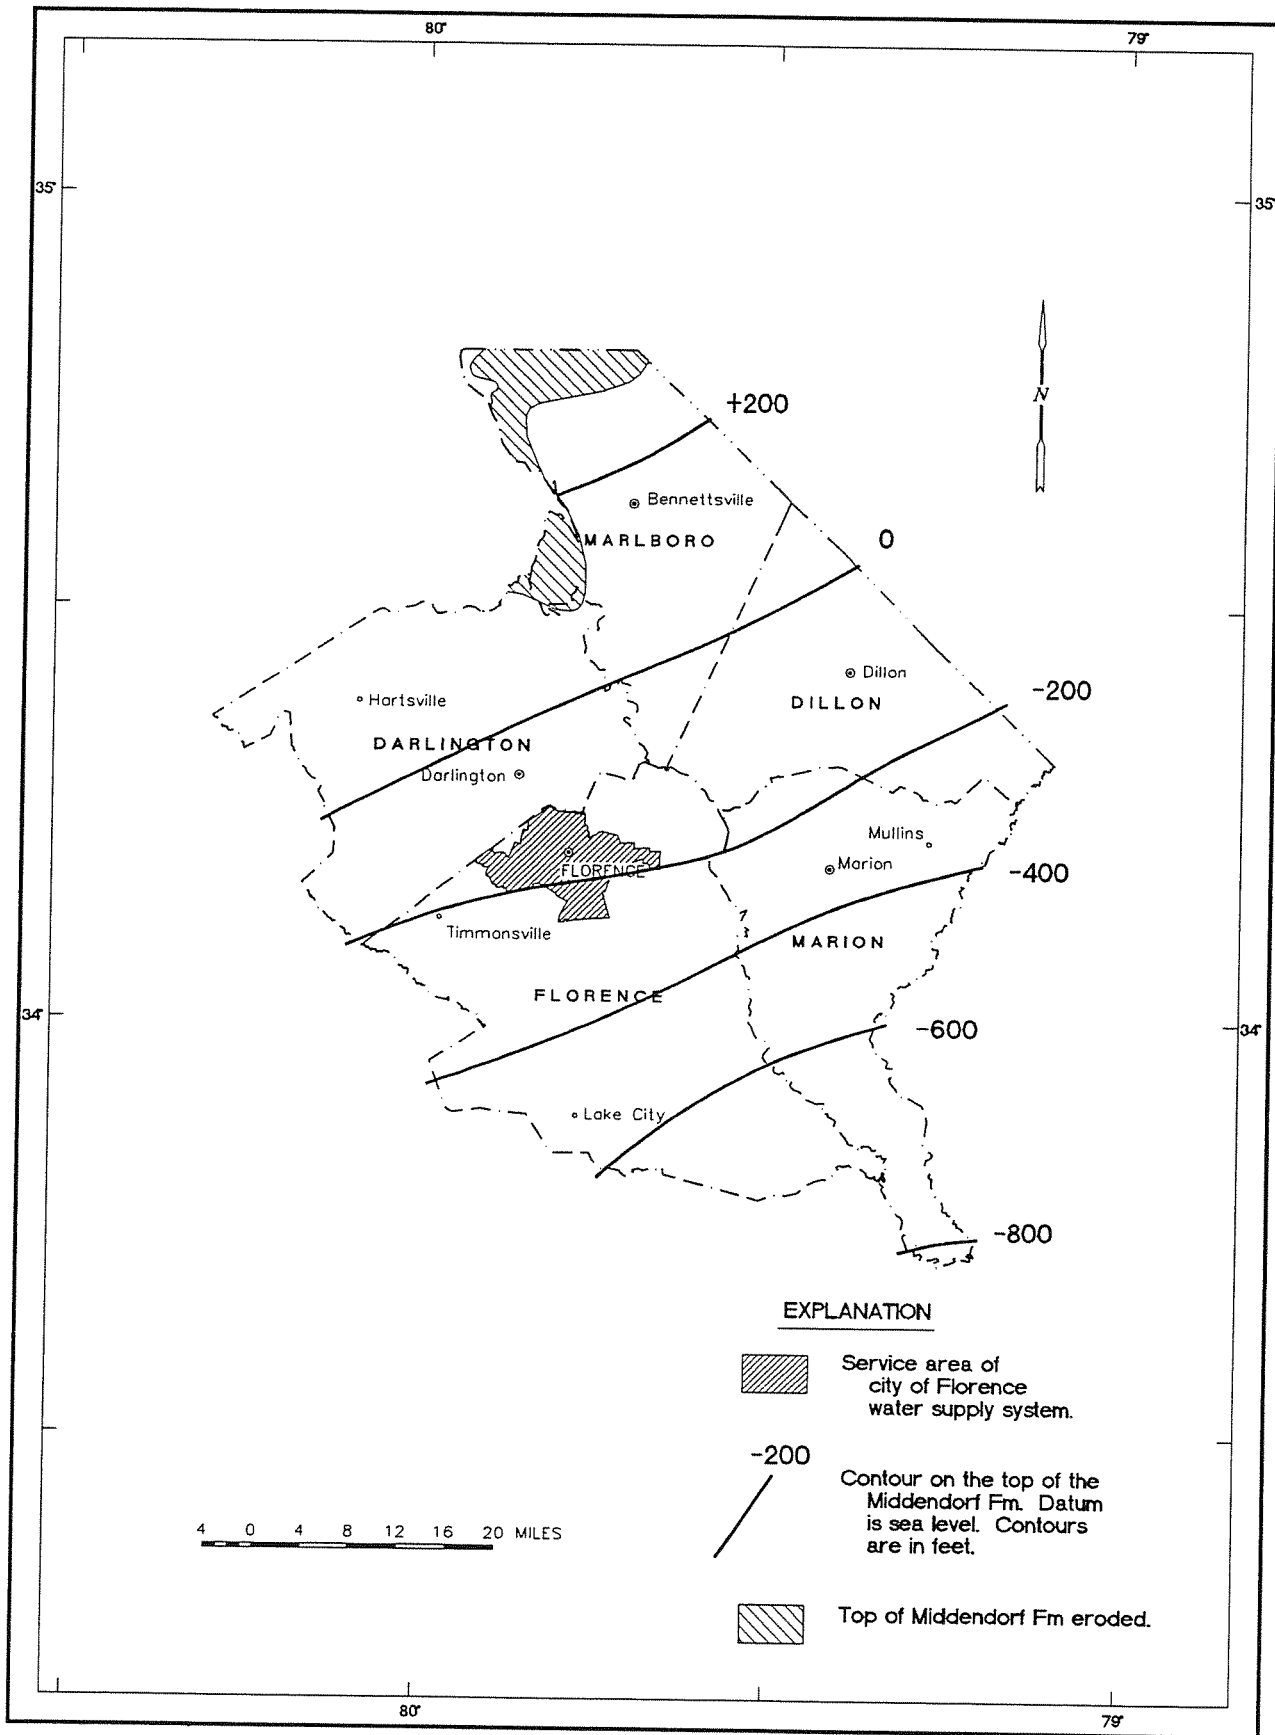 80°
79°
35°
35°
+200
N
Bennettsville
MARLBORO
0
Dillon
-200
Hartsville
DILLON
DARLINGTON
Darlington
Mullins
Marion
FLORENCE
-400
Timmonsville
MARION
FLORENCE
34°
-600
34°
Lake City
-800
EXPLANATION
Service area of
city of Florence
water supply system.
-200
Contour on the top of the
Middendorf Fm. Datum
is sea level. Contours
are in feet.
4 0 4 8 12 16 20 MILES
Top of Middendorf Fm eroded.
80°
79°